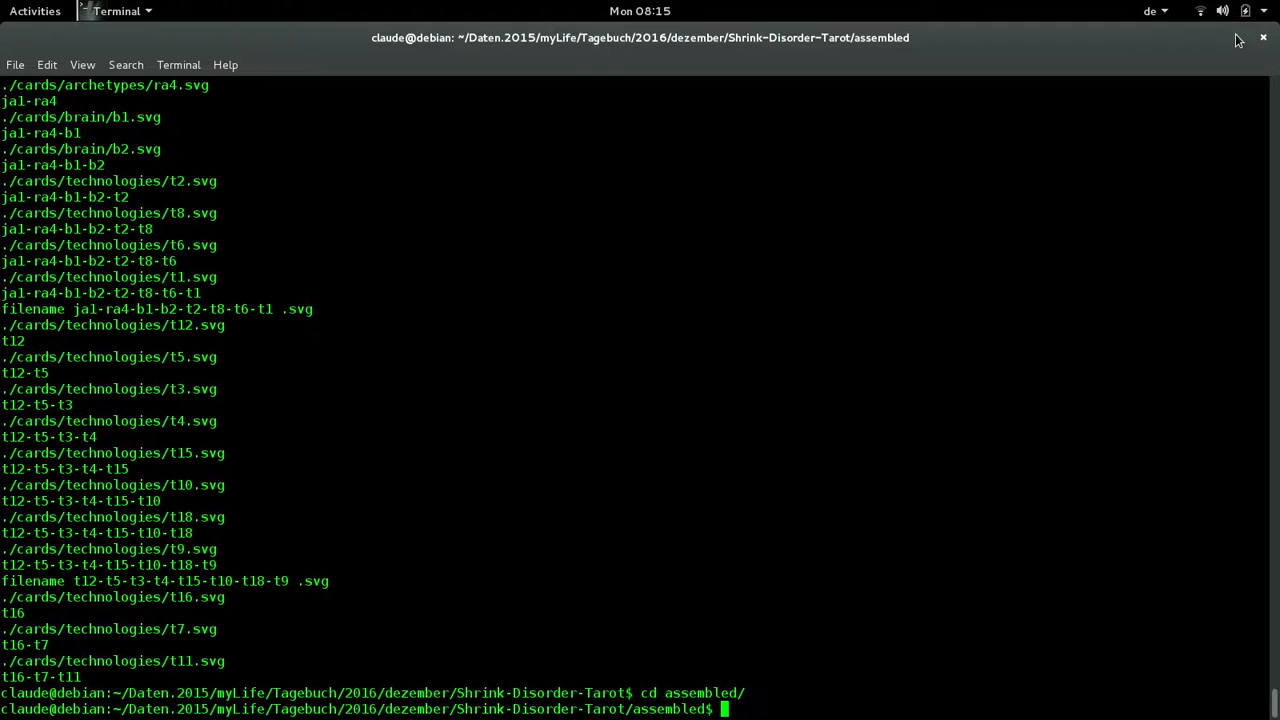 Activities
Terminal
Mon 08:15
de
claude@debian: ~/Daten.2015/myLife/Tagebuch/2016/dezember/Shrink-Disorder-Tarot/assembled
File Edit View Search Terminal Help
./cards/archetypes/ra4.svg
ja1-ra4
./cards/brain/b1.svg
ja1-ra4-b1
./cards/brain/b2.svg
ja1-ra4-b1-b2
./cards/technologies/t2.svg
ja1-ra4-b1-b2-t2
./cards/technologies/t8.svg
ja1-ra4-b1-b2-t2-t8
./cards/technologies/t6.svg
ja1-ra4-b1-b2-t2-t8-t6
./cards/technologies/t1.svg
ja1-ra4-b1-b2-t2-t8-t6-t1
filename ja1-ra4-b1-b2-t2-t8-t6-t1 .svg
./cards/technologies/t12.svg
t12
./cards/technologies/t5.svg
t12-t5
./cards/technologies/t3.svg
t12-t5-t3
./cards/technologies/t4.svg
t12-t5-t3-t4
./cards/technologies/t15.svg
t12-t5-t3-t4-t15
./cards/technologies/t10.svg
t12-t5-t3-t4-t15-t10
./cards/technologies/t18.svg
t12-t5-t3-t4-t15-t10-t18
./cards/technologies/t9.svg
t12-t5-t3-t4-t15-t10-t18-t9
filename t12-t5-t3-t4-t15-t10-t18-t9 .svg
./cards/technologies/t16.svg
t16
./cards/technologies/t7.svg
t16-t7
./cards/technologies/t11.svg
t16-t7-t11
claude@debian:~/Daten.2015/myLife/Tagebuch/2016/dezember/Shrink-Disorder-Tarot$ cd assembled/
claude@debian:~/Daten.2015/myLife/Tagebuch/2016/dezember/Shrink-Disorder-Tarot/assembled$